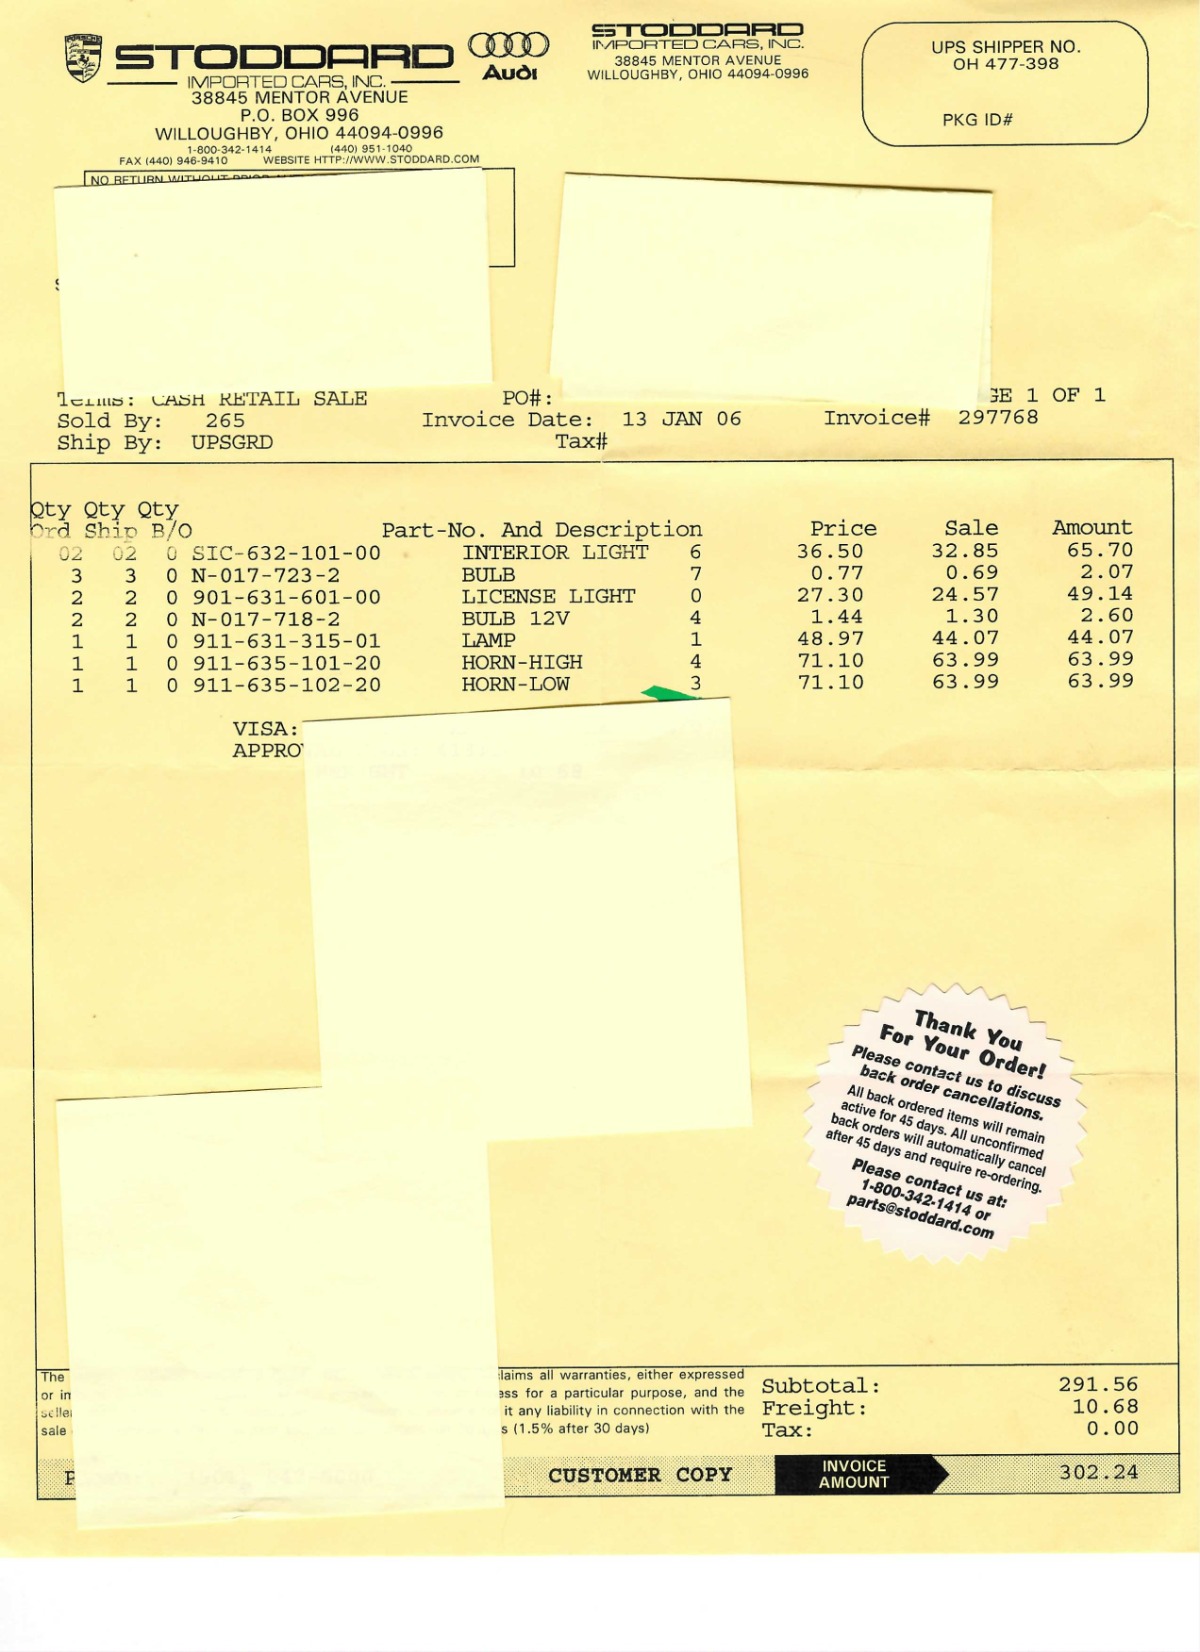 STODDARD
IMPORTED CARS, INC.
38845 MENTOR AVENUE
P.O. BOX 996
WILLOUGHBY, OHIO 44094-0996
1-800-342-1414 (440) 951-1040
FAX (440) 946-9410 WEBSITE HTTP://WWW.STODDARD.COM
Audi
STODDARD
IMPORTED CARS, INC.
38845 MENTOR AVENUE
WILLOUGHBY, OHIO 44094-0996
UPS SHIPPER NO.
OH 477-398
PKG ID#
NO RETURN WITHOUT PRIOR
Terms: CASH RETAIL SALE PO#: GE 1 OF 1
Sold By: 265 Invoice Date: 13 JAN 06 Invoice# 297768
Ship By: UPSGRD Tax#
Qty Qty Qty
Ord Ship B/O Part-No. And Description Price Sale Amount
02 02 0 SIC-632-101-00 INTERIOR LIGHT 6 36.50 32.85 65.70
3 3 0 N-017-723-2 BULB 7 0.77 0.69 2.07
2 2 0 901-631-601-00 LICENSE LIGHT 0 27.30 24.57 49.14
2 2 0 N-017-718-2 BULB 12V 4 1.44 1.30 2.60
1 1 0 911-631-315-01 LAMP 1 48.97 44.07 44.07
1 1 0 911-635-101-20 HORN-HIGH 4 71.10 63.99 63.99
1 1 0 911-635-102-20 HORN-LOW 3 71.10 63.99 63.99
VISA:
APPRO
Thank You
For Your Order!
Please contact us to discuss
back order cancellations.
All back ordered items will remain
active for 45 days. All unconfirmed
back orders will automatically cancel
after 45 days and require re-ordering.
Please contact us at:
1-800-342-1414 or
parts@stoddard.com
The laims all warranties, either expressed
or im ess for a particular purpose, and the
selle it any liability in connection with the
sale s (1.5% after 30 days)
Subtotal: 291.56
Freight: 10.68
Tax: 0.00
CUSTOMER COPY
INVOICE
AMOUNT
302.24